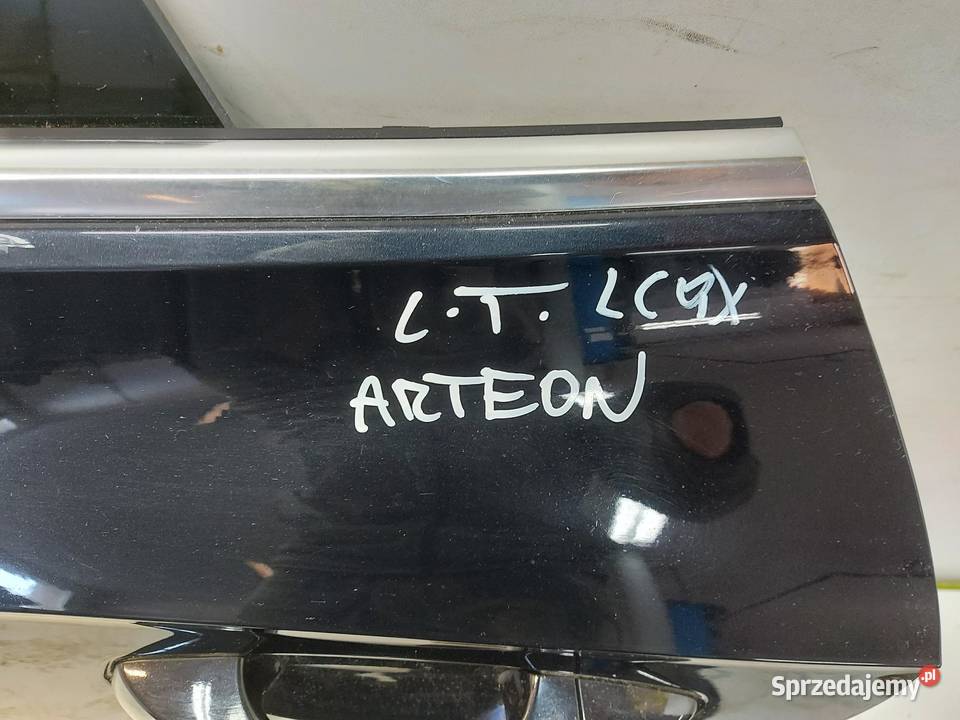 L.T. LC9X
ARTEON
Sprzedajemy.pl